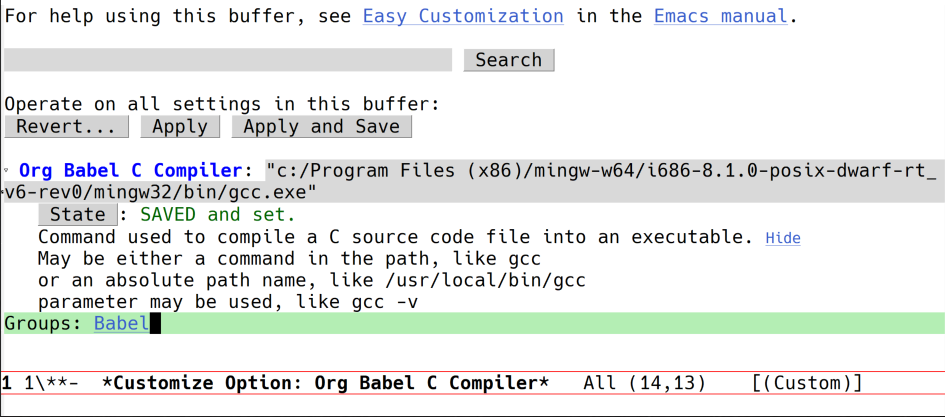 For help using this buffer, see Easy Customization in the Emacs manual.
Search
Operate on all settings in this buffer:
Revert... Apply Apply and Save
Org Babel C Compiler: "c:/Program Files (x86)/mingw-w64/i686-8.1.0-posix-dwarf-rt_
v6-rev0/mingw32/bin/gcc.exe"
State : SAVED and set.
Command used to compile a C source code file into an executable. Hide
May be either a command in the path, like gcc
or an absolute path name, like /usr/local/bin/gcc
parameter may be used, like gcc -v
Groups: Babel
1 1\**- *Customize Option: Org Babel C Compiler* All (14,13) [(Custom)]